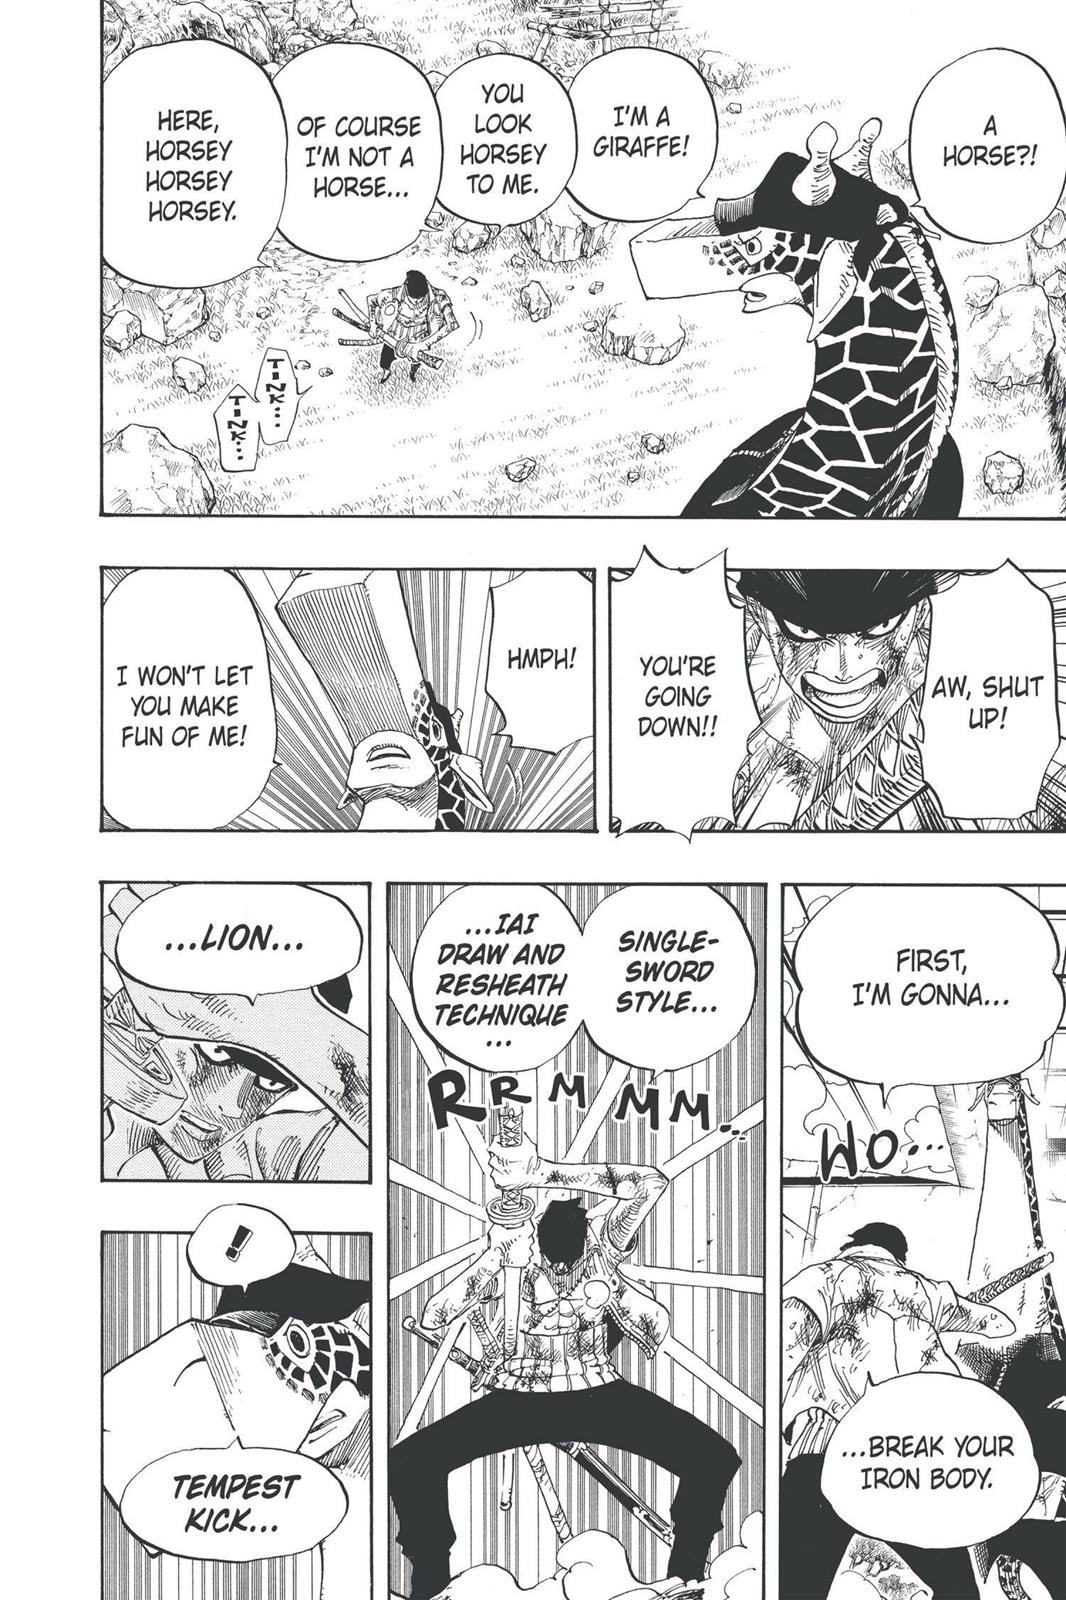 A
HORSE?!
I'M A
GIRAFFE!
YOU
LOOK
HORSEY
TO ME.
OF COURSE
I'M NOT A
HORSE...
HERE,
HORSEY
HORSEY
HORSEY.
TINK...
TINK...
AW, SHUT
UP!
YOU'RE
GOING
DOWN!!
HMPH!
I WON'T LET
YOU MAKE
FUN OF ME!
FIRST,
I'M GONNA...
WO...
...BREAK YOUR
IRON BODY.
SINGLE-
SWORD
STYLE...
...IAI
DRAW AND
RESHEATH
TECHNIQUE
...
RRMMM...
...LION...
!
TEMPEST
KICK...